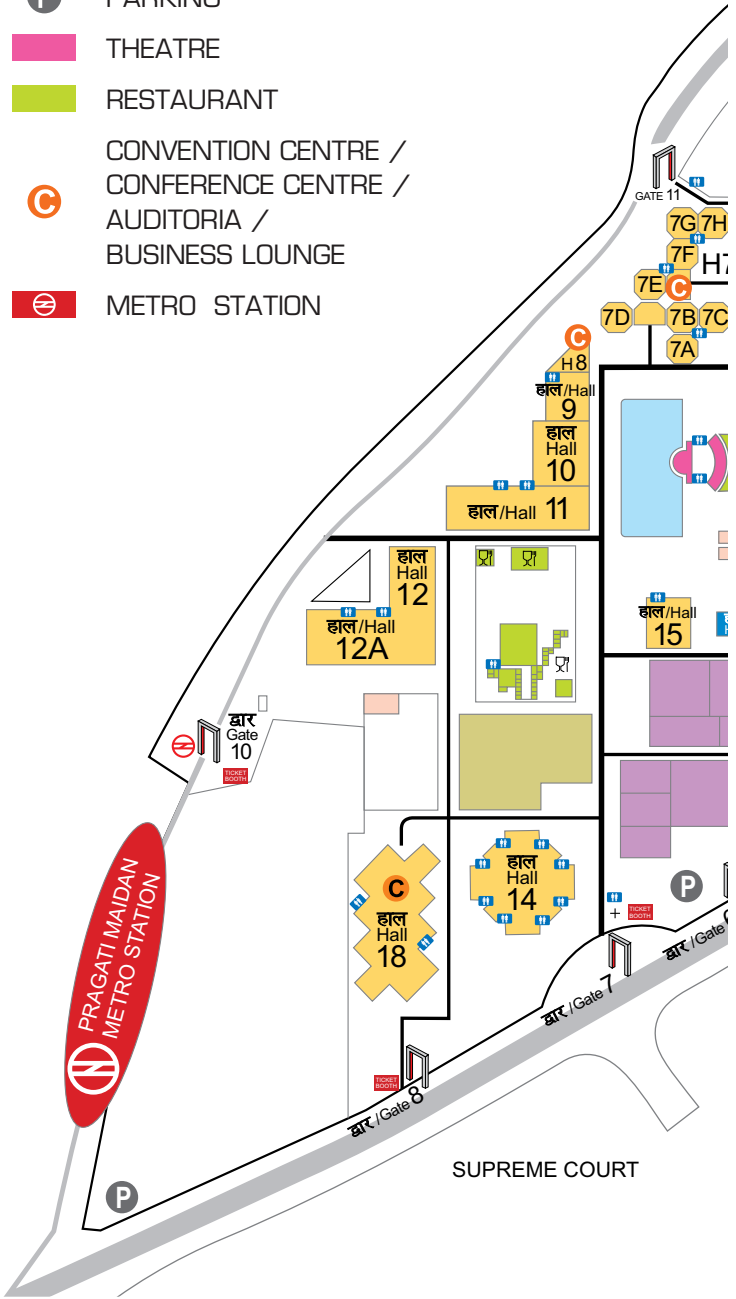 P PARKING
THEATRE
RESTAURANT
C
CONVENTION CENTRE /
CONFERENCE CENTRE /
AUDITORIA /
BUSINESS LOUNGE
METRO STATION
GATE 11
7G 7H
7F H7
7E C
7D 7B 7C
7A
C
H 8
हाल/Hall
9
हाल
Hall
10
हाल/Hall 11
हाल
Hall
12
हाल/Hall
12A
हाल/Hall
15
द्वार
Gate
10
TICKET
BOOTH
PRAGATI MAIDAN
METRO STATION
C
हाल
Hall
18
हाल
Hall
14
P
+
TICKET
BOOTH
द्वार/Gate
द्वार/Gate 7
TICKET
BOOTH
द्वार/Gate 8
SUPREME COURT
P